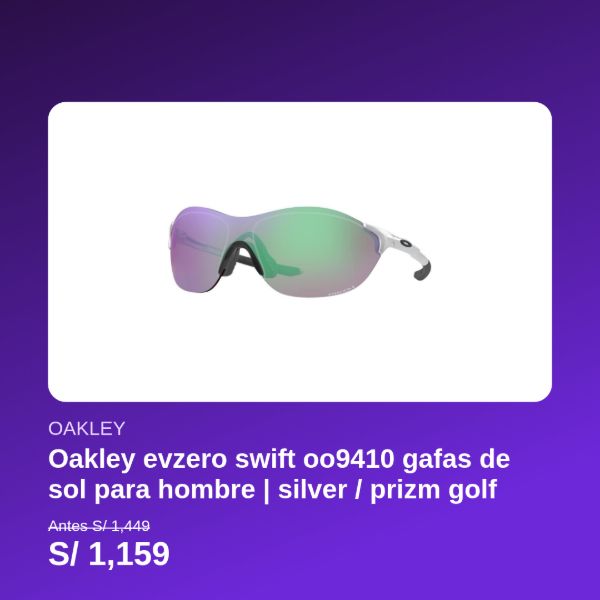 OAKLEY
Oakley evzero swift oo9410 gafas de
sol para hombre | silver / prizm golf
Antes S/ 1,449
S/ 1,159